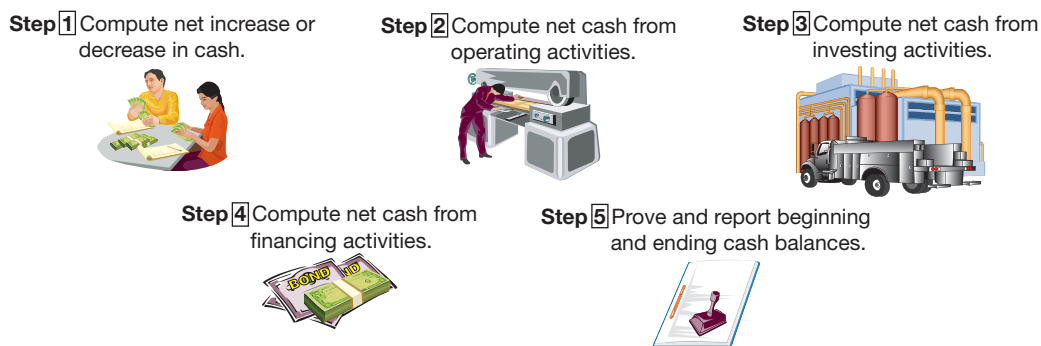 Step 1 Compute net increase or
decrease in cash.
Step 2 Compute net cash from
operating activities.
Step 3 Compute net cash from
investing activities.
Step 4 Compute net cash from
financing activities.
Step 5 Prove and report beginning
and ending cash balances.
BOND
ND